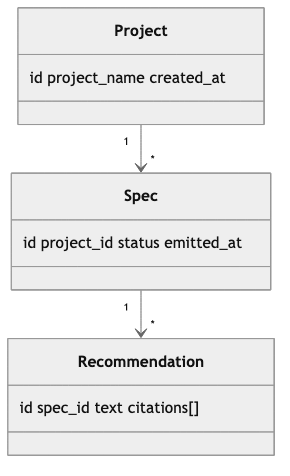 Project
id project_name created_at
1
*
Spec
id project_id status emitted_at
1
*
Recommendation
id spec_id text citations[]